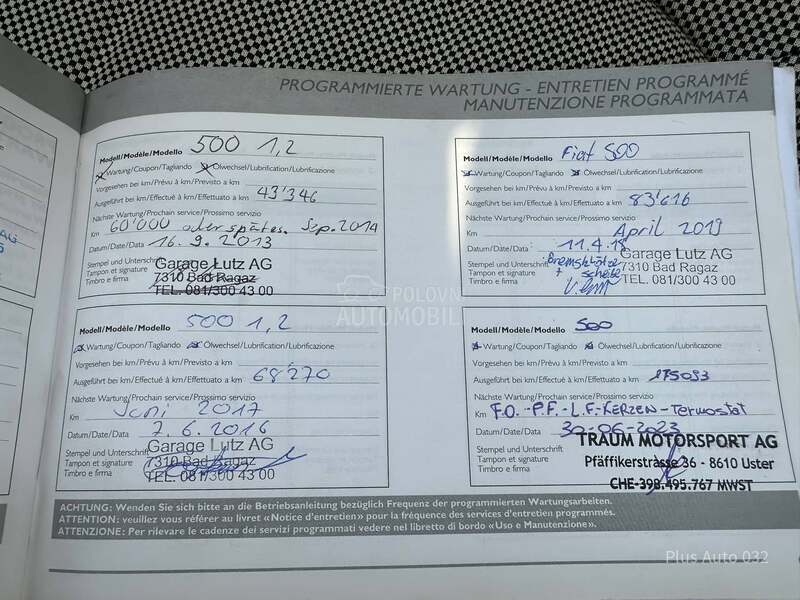 PROGRAMMIERTE WARTUNG - ENTRETIEN PROGRAMMÉ
MANUTENZIONE PROGRAMMATA
Modell/Modèle/Modello 500 1,2
Wartung/Coupon/Tagliando Ölwechsel/Lubrification/Lubrificazione
Vorgesehen bei km/Prévu à km/Previsto a km
Ausgeführt bei km/Effectué à km/Effettuato a km 43'346
Nächste Wartung/Prochain service/Prossimo servizio
Km 60'000 oder spätes. Sep. 2014
Datum/Date/Data 16.9.2013
Stempel und Unterschrift
Tampon et signature
Timbro e firma
Garage Lutz AG
7310 Bad Ragaz
TEL. 081/300 43 00
Modell/Modèle/Modello Fiat 500
Wartung/Coupon/Tagliando Ölwechsel/Lubrification/Lubrificazione
Vorgesehen bei km/Prévu à km/Previsto a km
Ausgeführt bei km/Effectué à km/Effettuato a km 83'616
Nächste Wartung/Prochain service/Prossimo servizio
Km April 2019
Datum/Date/Data 11.4.18
Stempel und Unterschrift
Tampon et signature
Timbro e firma
Bremsklötze
+ scheibe
Garage Lutz AG
7310 Bad Ragaz
TEL. 081/300 43 00
Modell/Modèle/Modello 500 1,2
Wartung/Coupon/Tagliando Ölwechsel/Lubrification/Lubrificazione
Vorgesehen bei km/Prévu à km/Previsto a km
Ausgeführt bei km/Effectué à km/Effettuato a km 68'270
Nächste Wartung/Prochain service/Prossimo servizio
Km Juni 2017
Datum/Date/Data 7.6.2016
Stempel und Unterschrift
Tampon et signature
Timbro e firma
Garage Lutz AG
7310 Bad Ragaz
TEL. 081/300 43 00
Modell/Modèle/Modello 500
Wartung/Coupon/Tagliando Ölwechsel/Lubrification/Lubrificazione
Vorgesehen bei km/Prévu à km/Previsto a km
Ausgeführt bei km/Effectué à km/Effettuato a km 175093
Nächste Wartung/Prochain service/Prossimo servizio
Km F.O.-P.F.-L.F.-KERZEN-Termostat
Datum/Date/Data 30-06-2023
Stempel und Unterschrift
Tampon et signature
Timbro e firma
TRAUM MOTORSPORT AG
Pfäffikerstrasse 36 - 8610 Uster
CHE-398.495.767 MWST
ACHTUNG: Wenden Sie sich bitte an die Betriebsanleitung bezüglich Frequenz der programmierten Wartungsarbeiten.
ATTENTION: veuillez vous référer au livret «Notice d'entretien» pour la fréquence des services d'entretien programmés.
ATTENZIONE: Per rilevare le cadenze dei servizi programmati vedere nel libretto di bordo «Uso e Manutenzione».
POLOVNI
AUTOMOBILI
Plus Auto 032